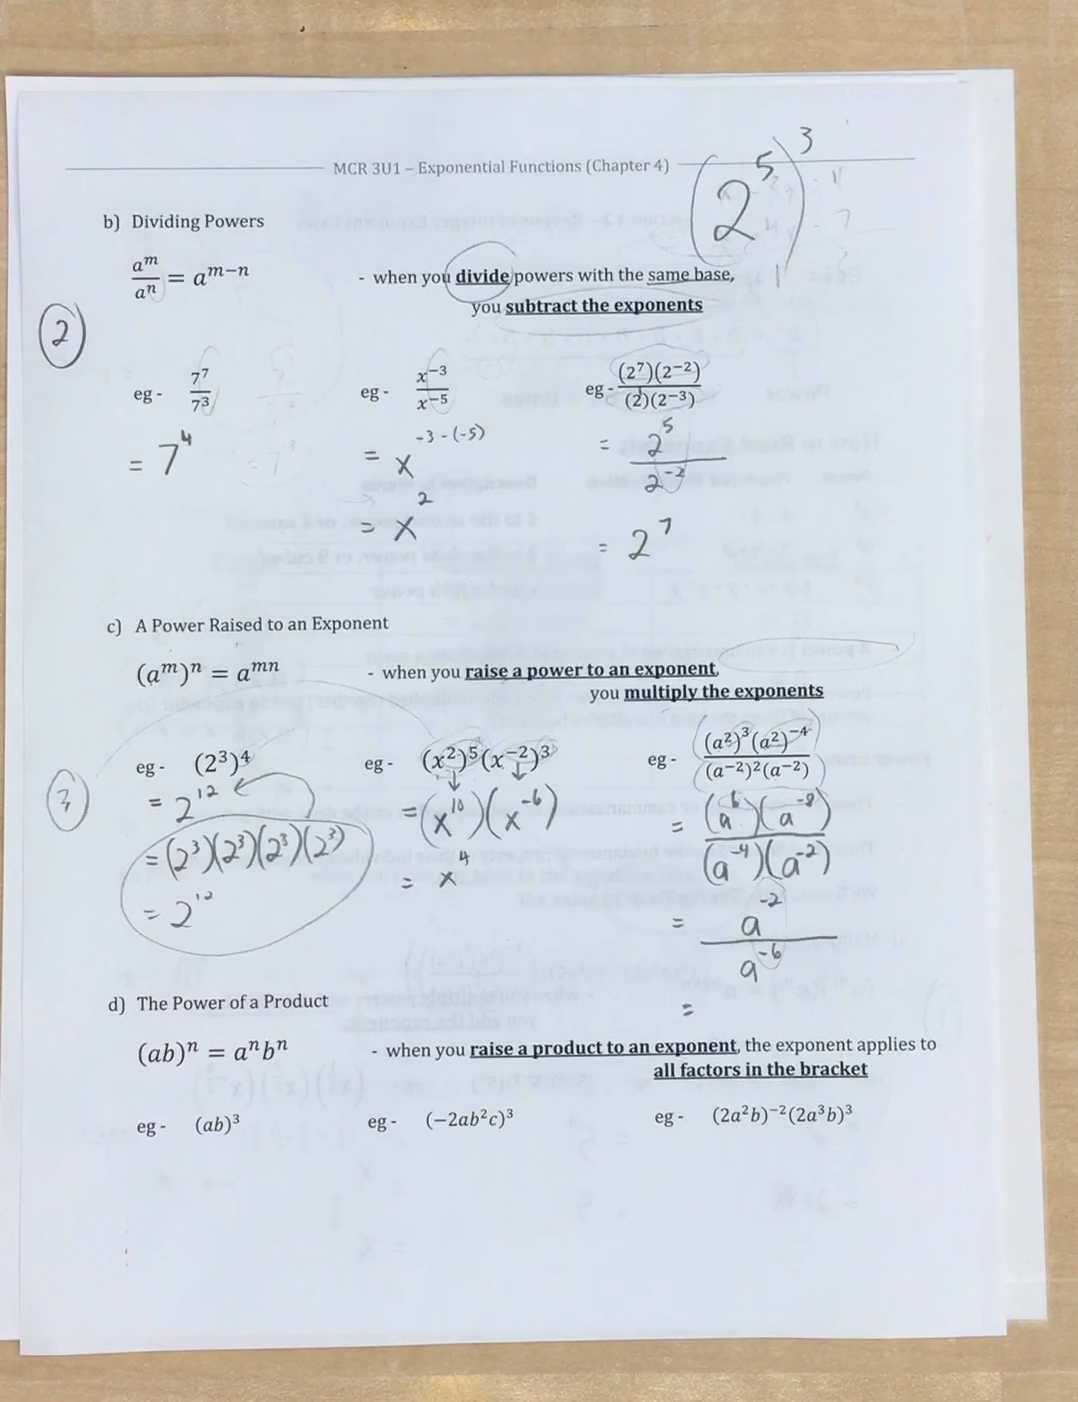 MCR 3U1 – Exponential Functions (Chapter 4)
(2^5)^3
b) Dividing Powers
a^m/a^n = a^(m−n)
- when you divide powers with the same base,
you subtract the exponents
2
eg - 7^7/7^3
eg - x^−3/x^−5
eg - (2^7)(2^−2)/(2)(2^−3)
= 7^4
= x^(-3-(-5))
= 2^5/2^-2
= x^2
= 2^7
c) A Power Raised to an Exponent
(a^m)^n = a^mn
- when you raise a power to an exponent,
you multiply the exponents
3
eg - (2^3)^4
eg - (x^2)^5(x^−2)^3
eg - (a^2)^3(a^2)^−4/(a^−2)^2(a^−2)
= 2^12
= (x^10)(x^-6)
= (a^6)(a^-8)/(a^-4)(a^-2)
= (2^3)(2^3)(2^3)(2^3)
= x^4
= 2^12
= a^-2/a^-6
=
d) The Power of a Product
(ab)^n = a^n b^n
- when you raise a product to an exponent, the exponent applies to
all factors in the bracket
eg - (ab)^3
eg - (−2ab^2c)^3
eg - (2a^2b)^−2(2a^3b)^3